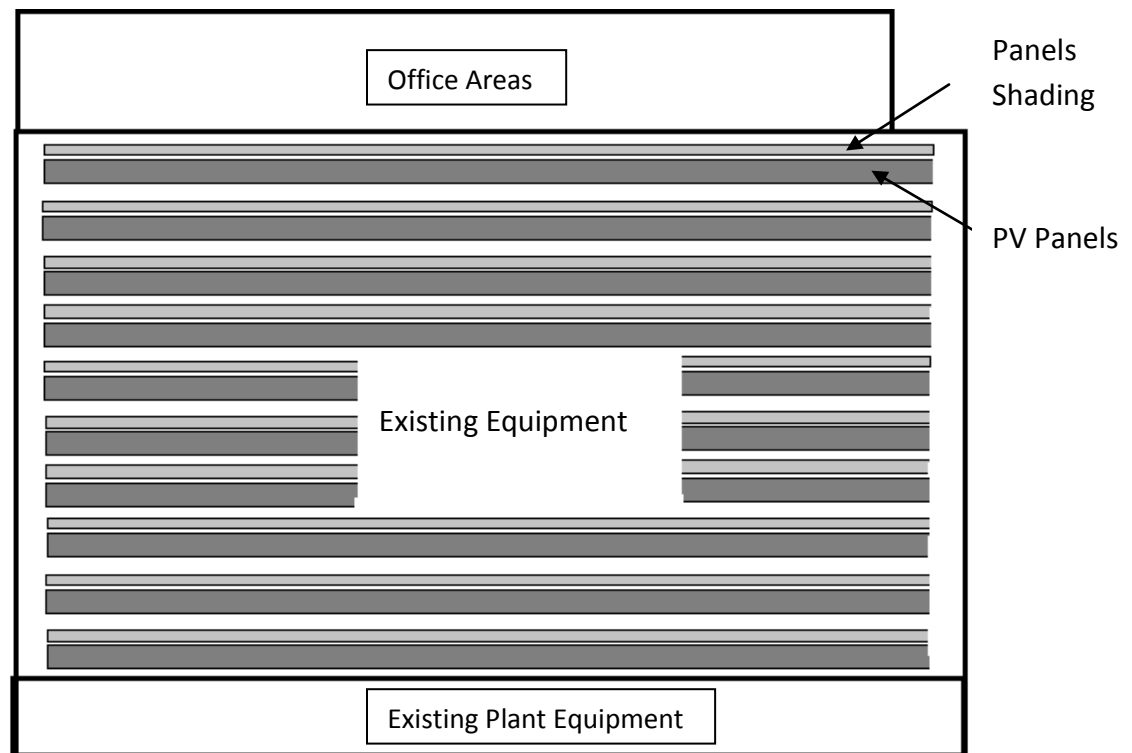 Office Areas
Panels
Shading
PV Panels
Existing Equipment
Existing Plant Equipment